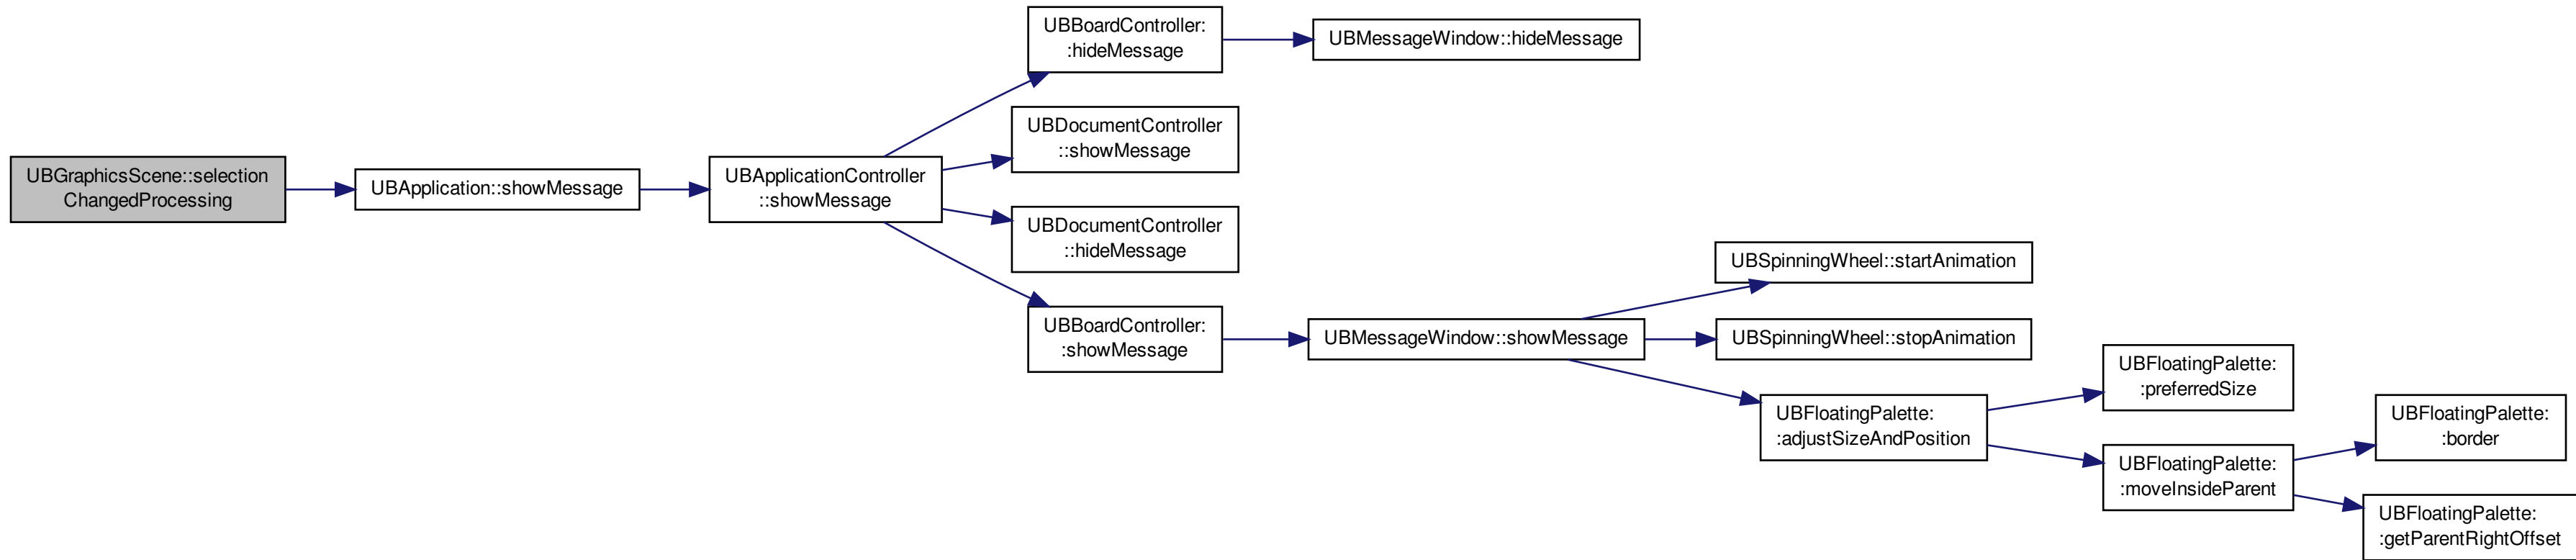 UBGraphicsScene::selection
ChangedProcessing
UBApplication::showMessage
UBApplicationController
::showMessage
UBBoardController:
:hideMessage
UBMessageWindow::hideMessage
UBDocumentController
::showMessage
UBDocumentController
::hideMessage
UBBoardController:
:showMessage
UBMessageWindow::showMessage
UBSpinningWheel::startAnimation
UBSpinningWheel::stopAnimation
UBFloatingPalette:
:adjustSizeAndPosition
UBFloatingPalette:
:preferredSize
UBFloatingPalette:
:moveInsideParent
UBFloatingPalette:
:border
UBFloatingPalette:
:getParentRightOffset